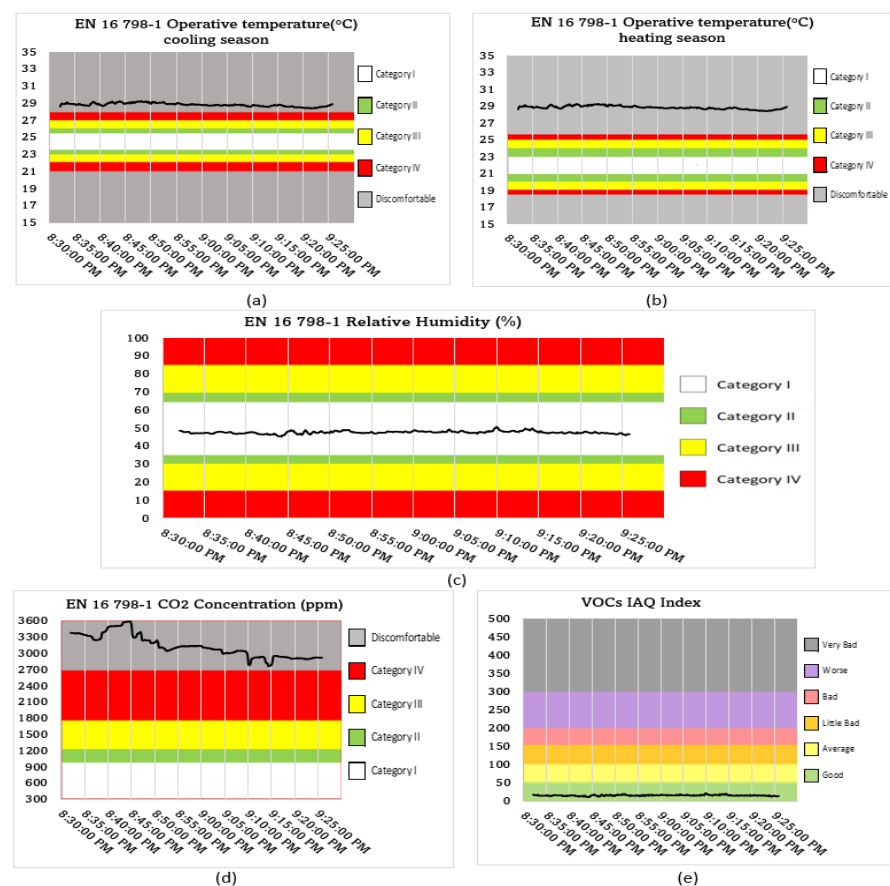 EN 16 798-1 Operative temperature(°C)
cooling season
35
33
31
29
27
25
23
21
19
17
15
Category I
Category II
Category III
Category IV
Discomfortable
8:30:00 PM
8:35:00 PM
8:40:00 PM
8:45:00 PM
8:50:00 PM
8:55:00 PM
9:00:00 PM
9:05:00 PM
9:10:00 PM
9:15:00 PM
9:20:00 PM
9:25:00 PM
(a)
EN 16 798-1 Operative temperature(°C)
heating season
35
33
31
29
27
25
23
21
19
17
15
Category I
Category II
Category III
Category IV
Discomfortable
8:30:00 PM
8:35:00 PM
8:40:00 PM
8:45:00 PM
8:50:00 PM
8:55:00 PM
9:00:00 PM
9:05:00 PM
9:10:00 PM
9:15:00 PM
9:20:00 PM
9:25:00 PM
(b)
EN 16 798-1 Relative Humidity (%)
100
90
80
70
60
50
40
30
20
10
0
Category I
Category II
Category III
Category IV
8:30:00 PM
8:35:00 PM
8:40:00 PM
8:45:00 PM
8:50:00 PM
8:55:00 PM
9:00:00 PM
9:05:00 PM
9:10:00 PM
9:15:00 PM
9:20:00 PM
9:25:00 PM
(c)
EN 16 798-1 CO2 Concentration (ppm)
3600
3300
3000
2700
2400
2100
1800
1500
1200
900
600
300
Discomfortable
Category IV
Category III
Category II
Category I
8:30:00 PM
8:35:00 PM
8:40:00 PM
8:45:00 PM
8:50:00 PM
8:55:00 PM
9:00:00 PM
9:05:00 PM
9:10:00 PM
9:15:00 PM
9:20:00 PM
9:25:00 PM
(d)
VOCs IAQ Index
500
450
400
350
300
250
200
150
100
50
0
Very Bad
Worse
Bad
Little Bad
Average
Good
8:30:00 PM
8:35:00 PM
8:40:00 PM
8:45:00 PM
8:50:00 PM
8:55:00 PM
9:00:00 PM
9:05:00 PM
9:10:00 PM
9:15:00 PM
9:20:00 PM
9:25:00 PM
(e)